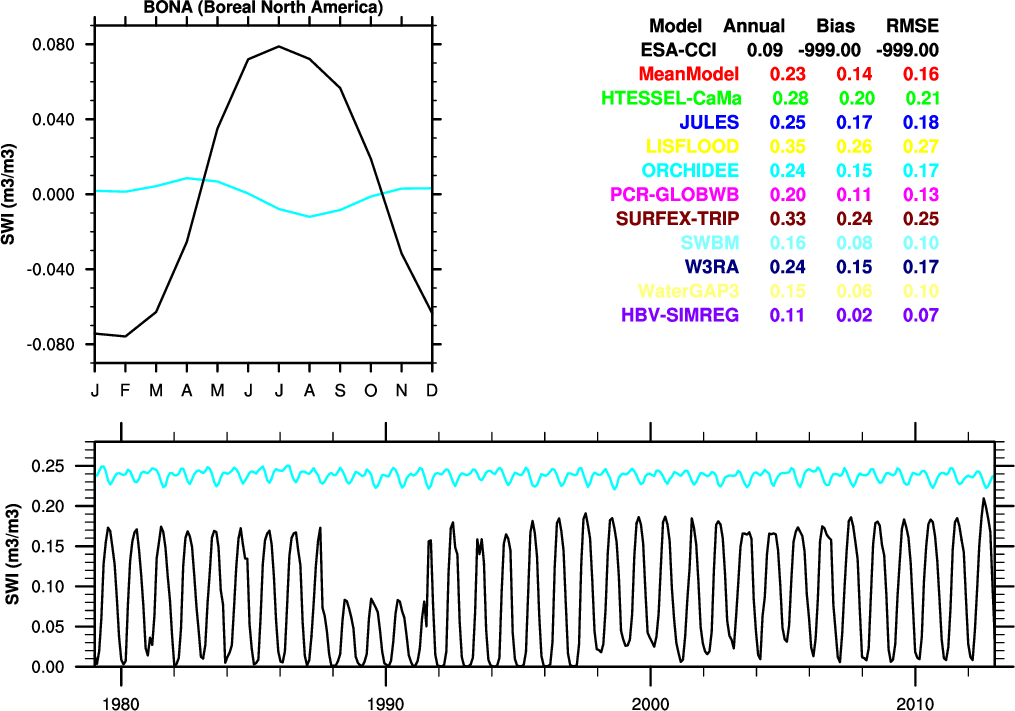 BONA (Boreal North America)
Model Annual Bias RMSE
ESA-CCI 0.09 -999.00 -999.00
MeanModel 0.23 0.14 0.16
HTESSEL-CaMa 0.28 0.20 0.21
JULES 0.25 0.17 0.18
LISFLOOD 0.35 0.26 0.27
ORCHIDEE 0.24 0.15 0.17
PCR-GLOBWB 0.20 0.11 0.13
SURFEX-TRIP 0.33 0.24 0.25
SWBM 0.16 0.08 0.10
W3RA 0.24 0.15 0.17
WaterGAP3 0.15 0.06 0.10
HBV-SIMREG 0.11 0.02 0.07
SWI (m3/m3)
0.080
0.040
0.000
-0.040
-0.080
J F M A M J J A S O N D
SWI (m3/m3)
0.25
0.20
0.15
0.10
0.05
0.00
1980 1990 2000 2010